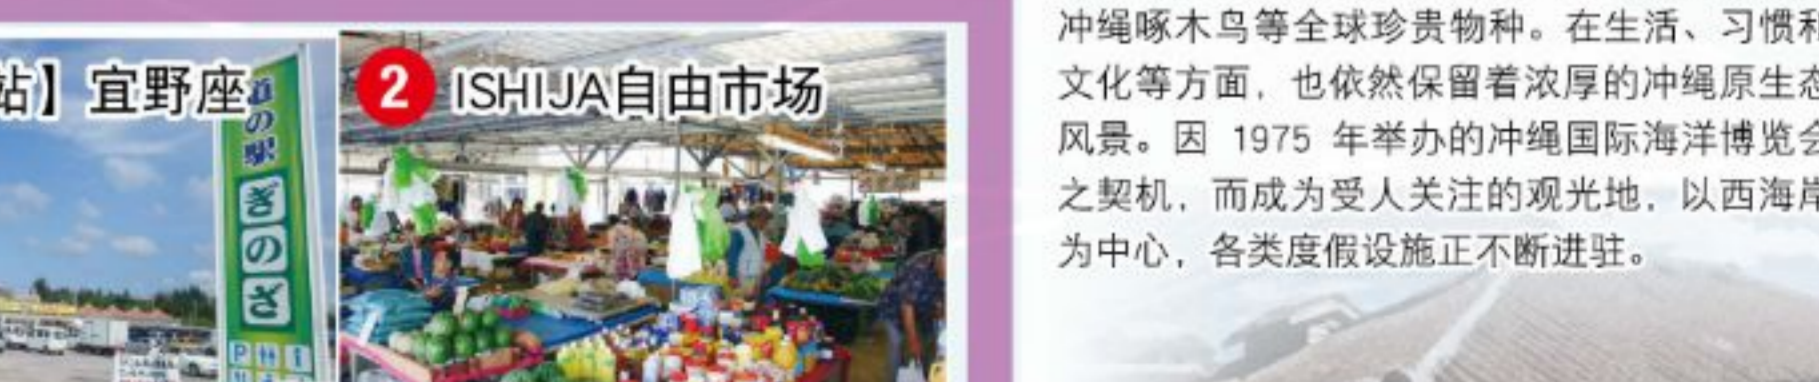 站】宜野座
道の駅
ぎのざ
P
i
2 ISHIJA自由市场
冲绳啄木鸟等全球珍贵物种。在生活、习惯和
文化等方面，也依然保留着浓厚的冲绳原生态
风景。因 1975 年举办的冲绳国际海洋博览会
之契机，而成为受人关注的观光地，以西海岸
为中心，各类度假设施正不断进驻。